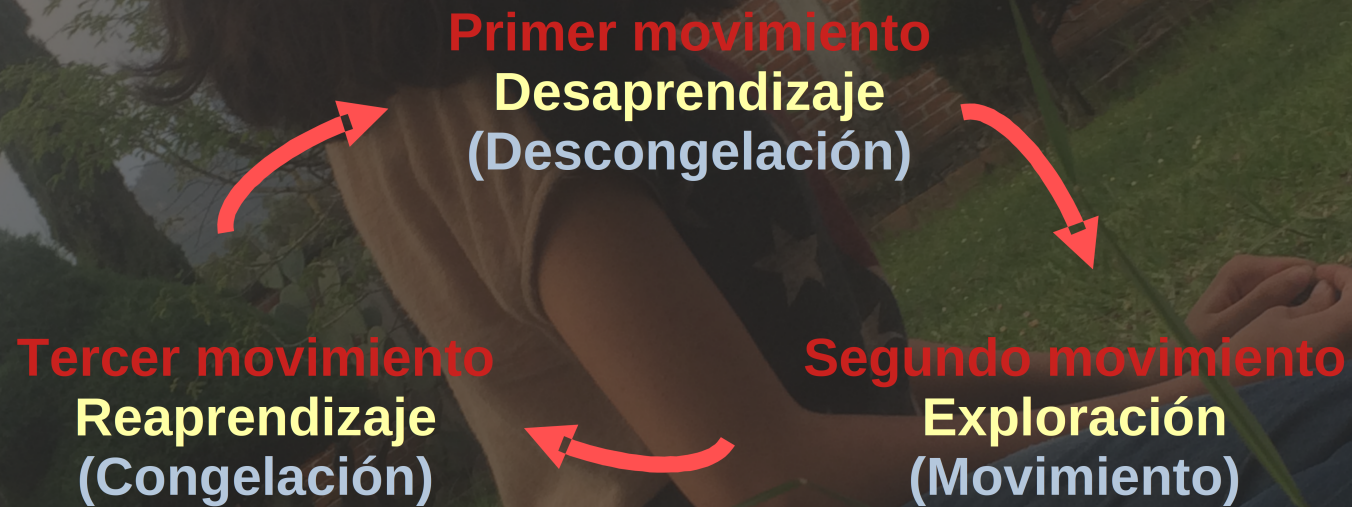 Primer movimiento
Desaprendizaje
(Descongelación)
Segundo movimiento
Exploración
(Movimiento)
Tercer movimiento
Reaprendizaje
(Congelación)